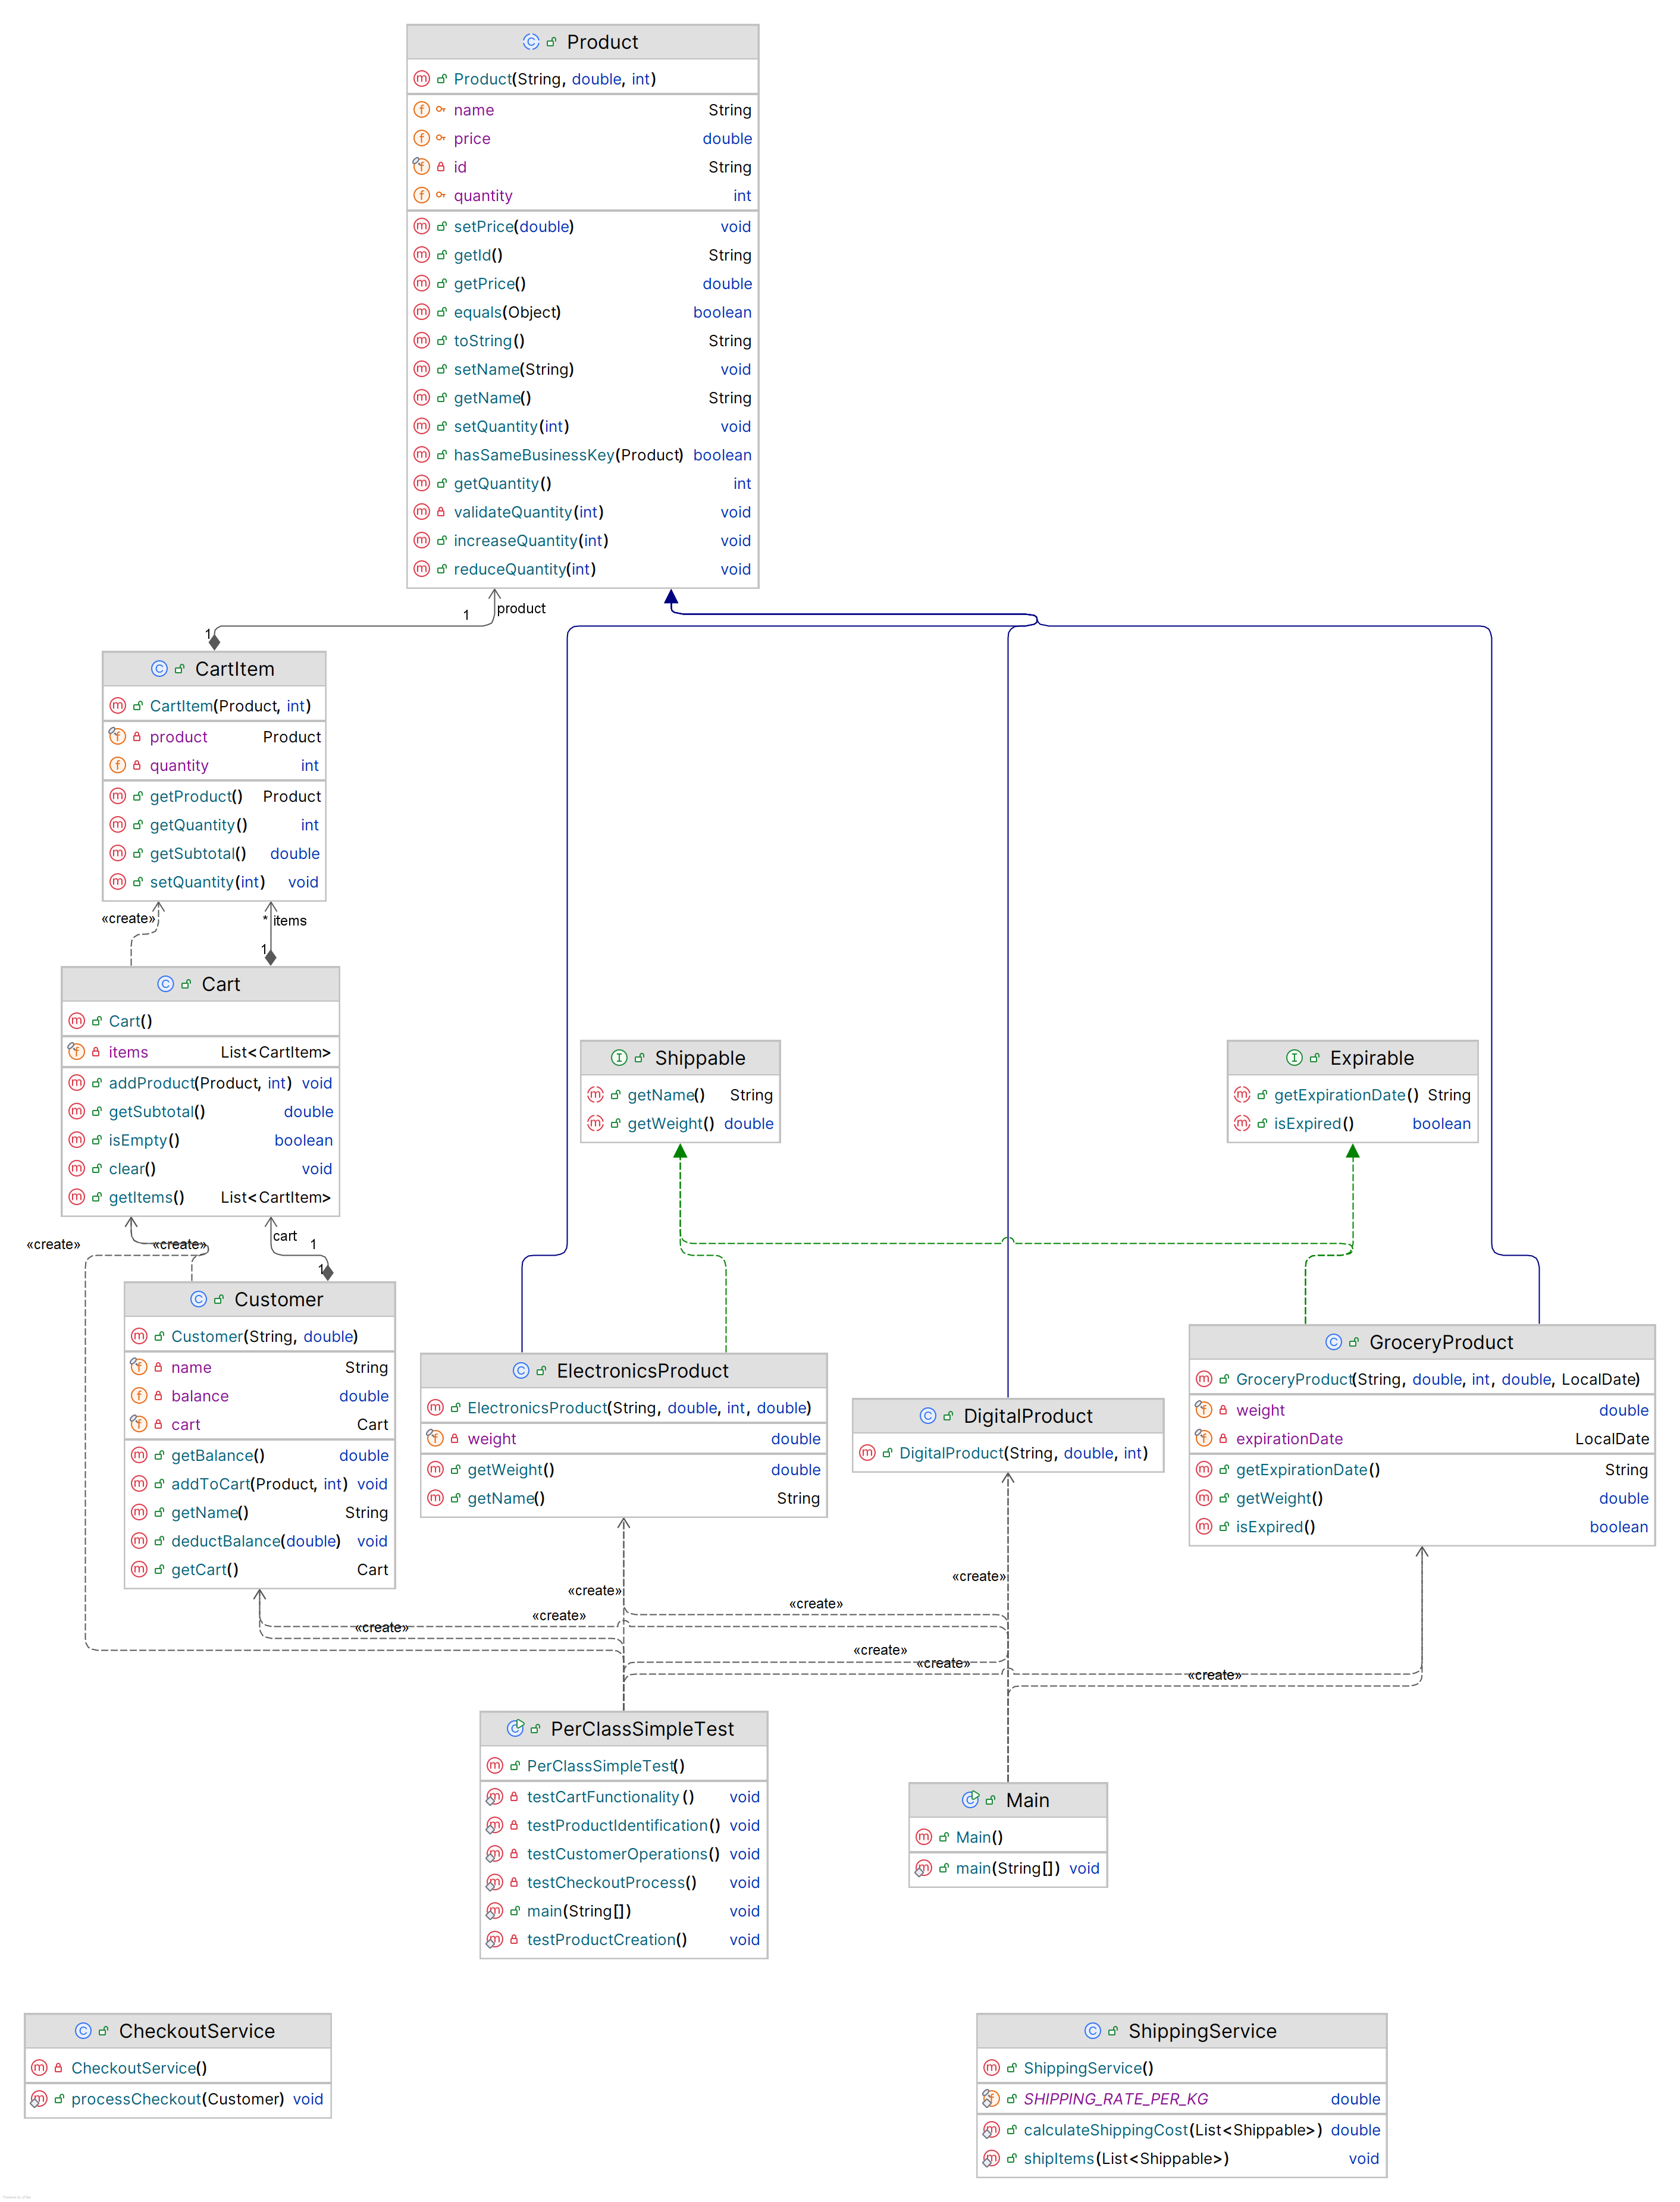 Product
Product(String, double, int)
name String
price double
id String
quantity int
setPrice(double) void
getId() String
getPrice() double
equals(Object) boolean
toString() String
setName(String) void
getName() String
setQuantity(int) void
hasSameBusinessKey(Product) boolean
getQuantity() int
validateQuantity(int) void
increaseQuantity(int) void
reduceQuantity(int) void
product
1
1
CartItem
CartItem(Product, int)
product Product
quantity int
getProduct() Product
getQuantity() int
getSubtotal() double
setQuantity(int) void
«create»
* items
1
Cart
Cart()
items List<CartItem>
addProduct(Product, int) void
getSubtotal() double
isEmpty() boolean
clear() void
getItems() List<CartItem>
Shippable
getName() String
getWeight() double
Expirable
getExpirationDate() String
isExpired() boolean
cart
«create»
«create»
1
1
Customer
Customer(String, double)
name String
balance double
cart Cart
getBalance() double
addToCart(Product, int) void
getName() String
deductBalance(double) void
getCart() Cart
ElectronicsProduct
ElectronicsProduct(String, double, int, double)
weight double
getWeight() double
getName() String
DigitalProduct
DigitalProduct(String, double, int)
GroceryProduct
GroceryProduct(String, double, int, double, LocalDate)
weight double
expirationDate LocalDate
getExpirationDate() String
getWeight() double
isExpired() boolean
«create»
«create»
«create»
«create»
«create»
«create»
«create»
«create»
PerClassSimpleTest
PerClassSimpleTest()
testCartFunctionality() void
testProductIdentification() void
testCustomerOperations() void
testCheckoutProcess() void
main(String[]) void
testProductCreation() void
Main
Main()
main(String[]) void
CheckoutService
CheckoutService()
processCheckout(Customer) void
ShippingService
ShippingService()
SHIPPING_RATE_PER_KG double
calculateShippingCost(List<Shippable>) double
shipItems(List<Shippable>) void